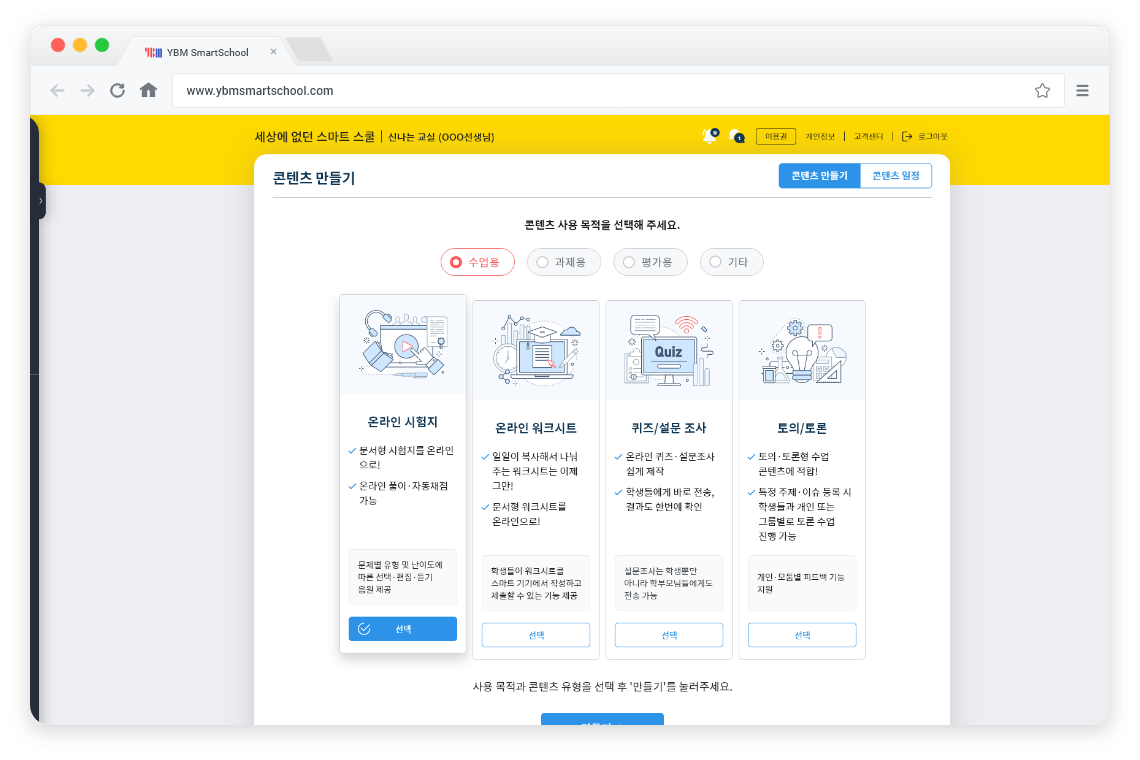 YBM YBM SmartSchool
www.ybmsmartschool.com
세상에 없던 스마트 스쿨 | 신나는 교실 (OOO선생님)
이용권 개인정보 | 고객센터 | 로그아웃
콘텐츠 만들기
콘텐츠 만들기 콘텐츠 일정
콘텐츠 사용 목적을 선택해 주세요.
수업용 과제용 평가용 기타
온라인 시험지
문서형 시험지를 온라인
으로!
온라인 풀이·자동채점
가능
문제별 유형 및 난이도에
따른 선택·편집·듣기
음원 제공
선택
온라인 워크시트
일일이 복사해서 나눠
주는 워크시트는 이제
그만!
문서형 워크시트를
온라인으로!
학생들이 워크시트를
스마트 기기에서 작성하고
제출할 수 있는 기능 제공
선택
Quiz
퀴즈/설문 조사
온라인 퀴즈·설문조사
쉽게 제작
학생들에게 바로 전송,
결과도 한번에 확인
설문조사는 학생뿐만
아니라 학부모님들에게도
전송 가능
선택
토의/토론
토의·토론형 수업
콘텐츠에 적합!
특정 주제·이슈 등록 시
학생들과 개인 또는
그룹별로 토론 수업
진행 가능
개인·모둠별 피드백 기능
지원
선택
사용 목적과 콘텐츠 유형을 선택 후 '만들기'를 눌러주세요.